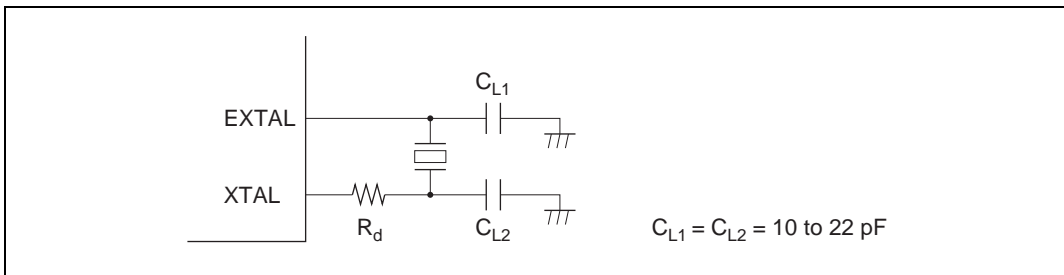 C_L1
EXTAL
XTAL
R_d
C_L2
C_L1 = C_L2 = 10 to 22 pF